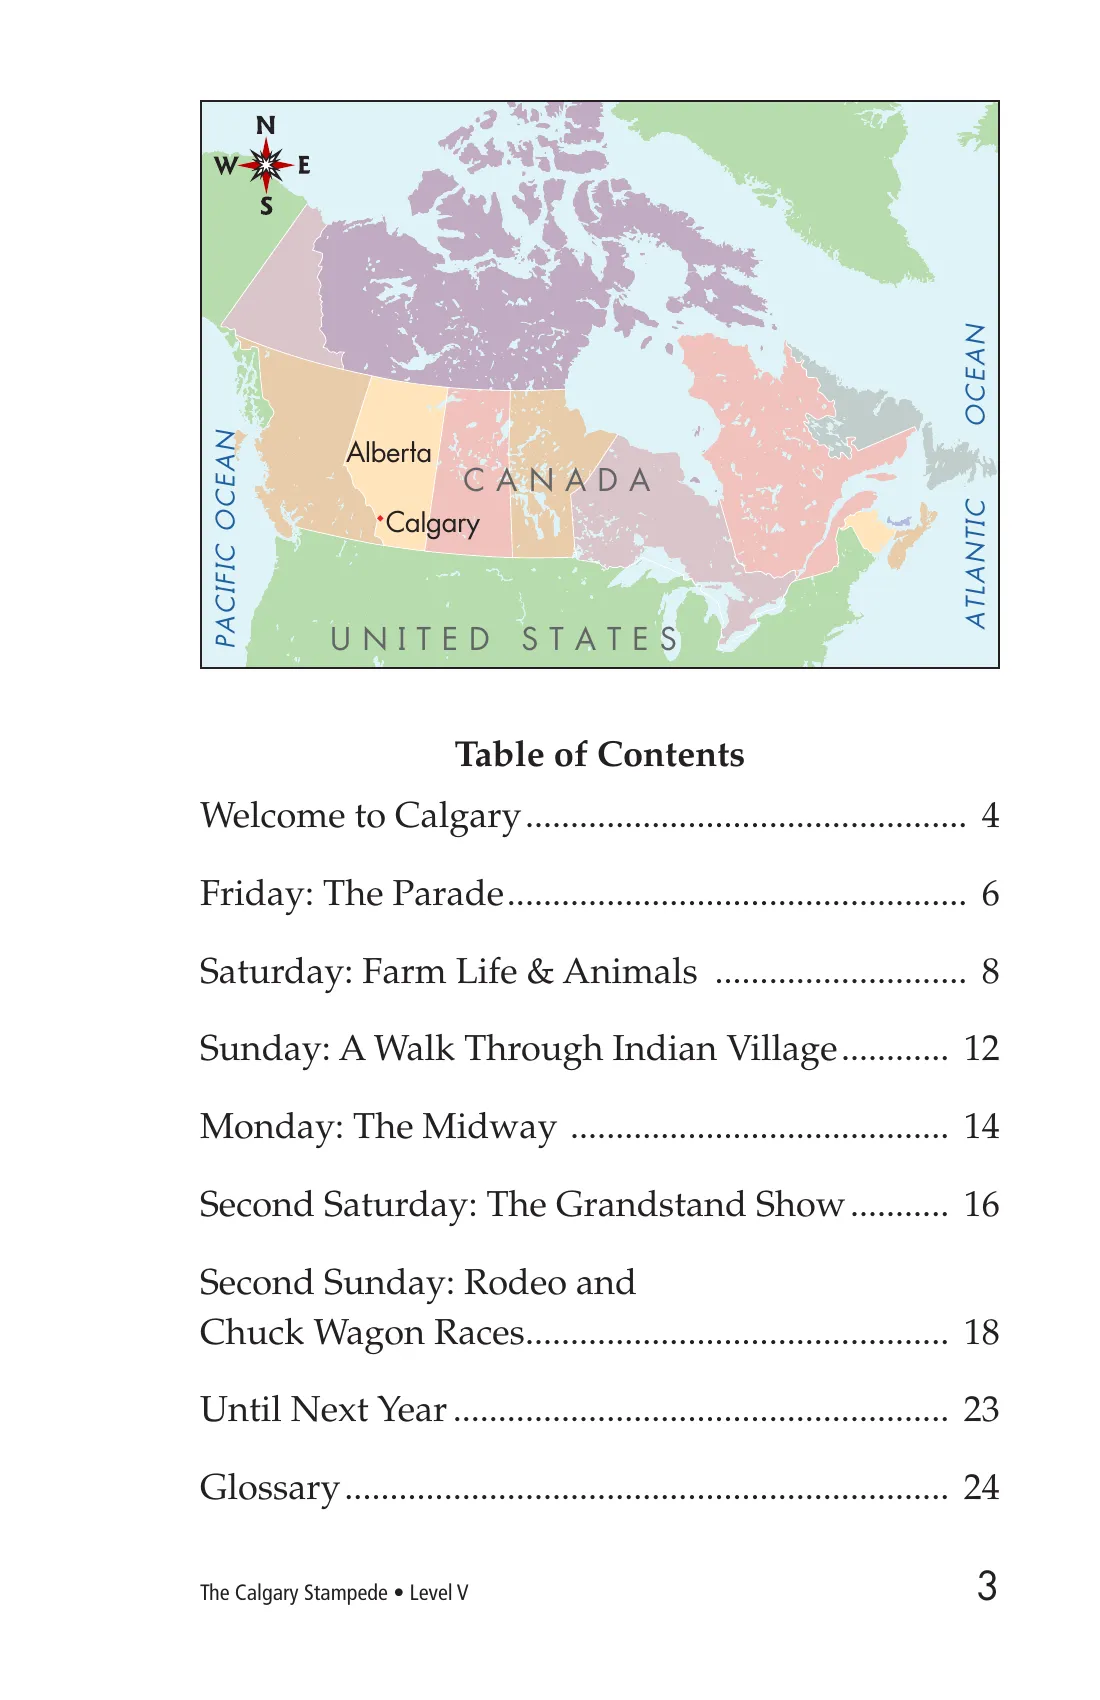 N
W E
S
Alberta
CANADA
Calgary
PACIFIC OCEAN
ATLANTIC OCEAN
UNITED STATES
Table of Contents
Welcome to Calgary................................................. 4
Friday: The Parade................................................... 6
Saturday: Farm Life & Animals ............................ 8
Sunday: A Walk Through Indian Village............ 12
Monday: The Midway .......................................... 14
Second Saturday: The Grandstand Show........... 16
Second Sunday: Rodeo and
Chuck Wagon Races............................................... 18
Until Next Year....................................................... 23
Glossary................................................................... 24
The Calgary Stampede • Level V
3